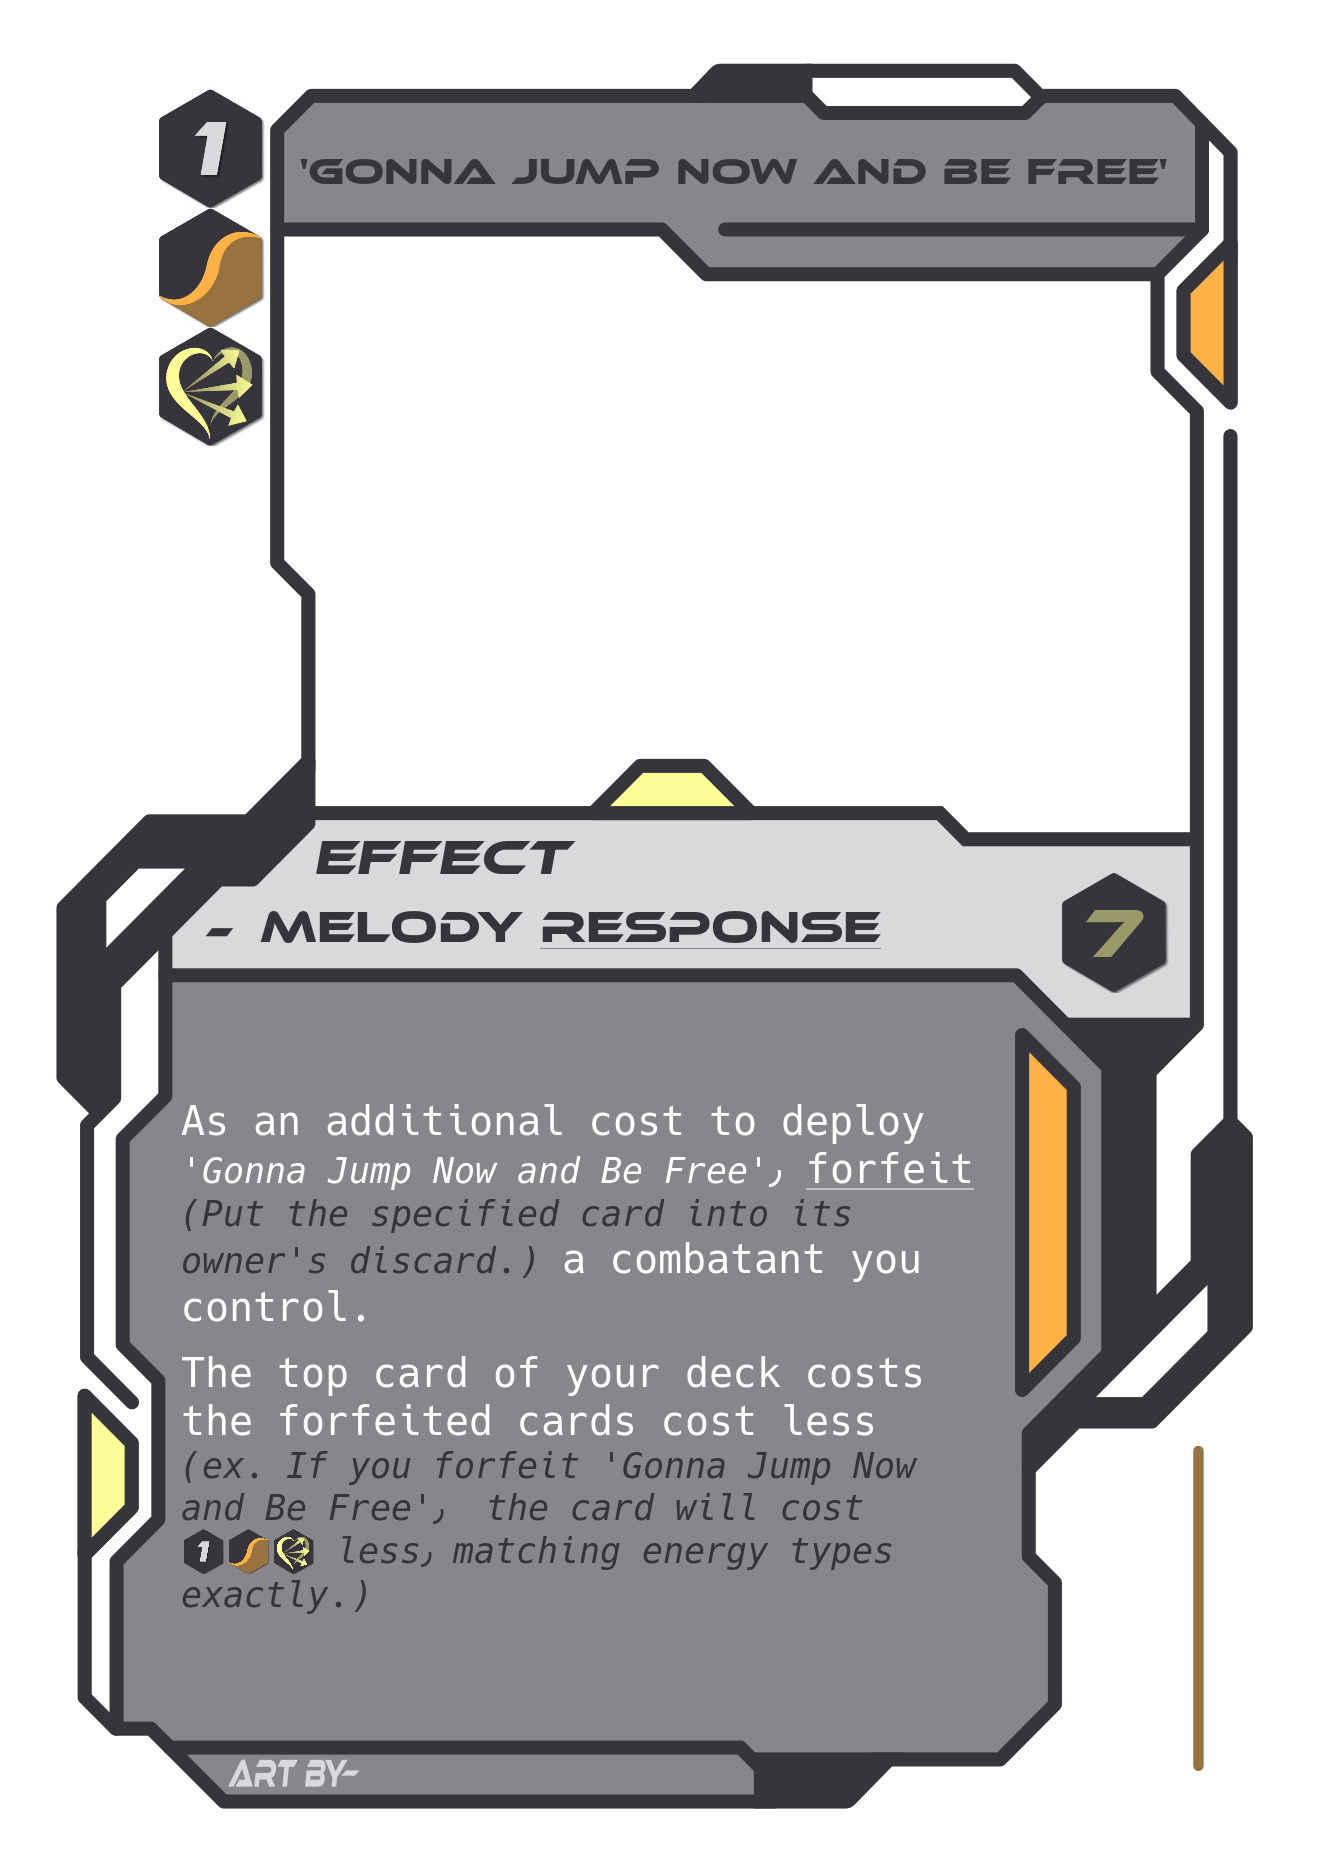 1
'GONNA JUMP NOW AND BE FREE'
EFFECT
- MELODY RESPONSE
7
As an additional cost to deploy
'Gonna Jump Now and Be Free', forfeit
(Put the specified card into its
owner's discard.) a combatant you
control.
The top card of your deck costs
the forfeited cards cost less
(ex. If you forfeit 'Gonna Jump Now
and Be Free', the card will cost
1 less, matching energy types
exactly.)
ART BY-